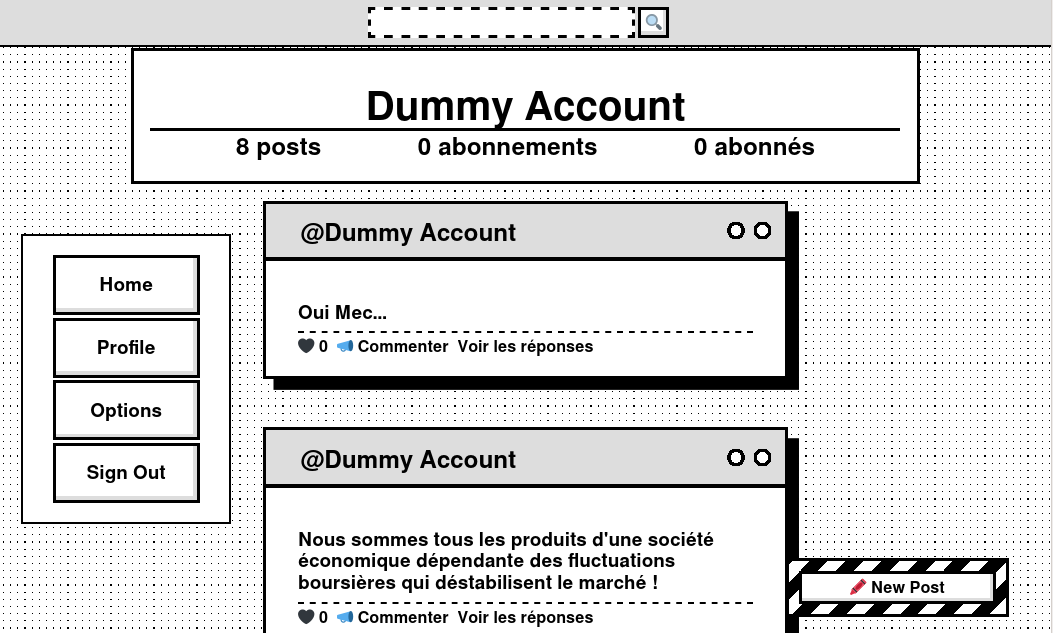 Dummy Account
8 posts 0 abonnements 0 abonnés
Home
Profile
Options
Sign Out
@Dummy Account
Oui Mec...
0 Commenter Voir les réponses
@Dummy Account
Nous sommes tous les produits d'une société
économique dépendante des fluctuations
boursières qui déstabilisent le marché !
0 Commenter Voir les réponses
New Post